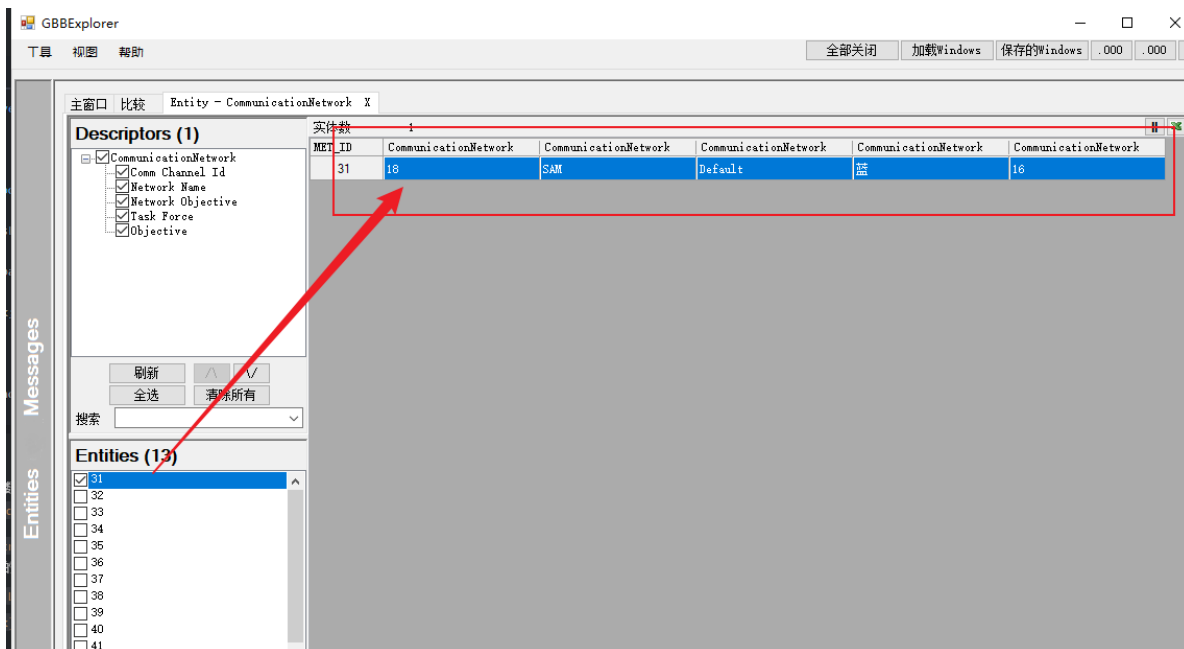 GBBExplorer
工具 视图 帮助 全部关闭 加载Windows 保存的Windows .000 .000
主窗口 比较 Entity - CommunicationNetwork X
Descriptors (1)
CommunicationNetwork
Comm Channel Id
Network Name
Network Objective
Task Force
Objective
刷新 /\ \/
全选 清除所有
搜索
Entities (13)
31
32
33
34
35
36
37
38
39
40
41
实体数 1
MET_ID CommunicationNetwork CommunicationNetwork CommunicationNetwork CommunicationNetwork CommunicationNetwork
31 18 SAM Default 蓝 16
Messages
Entities